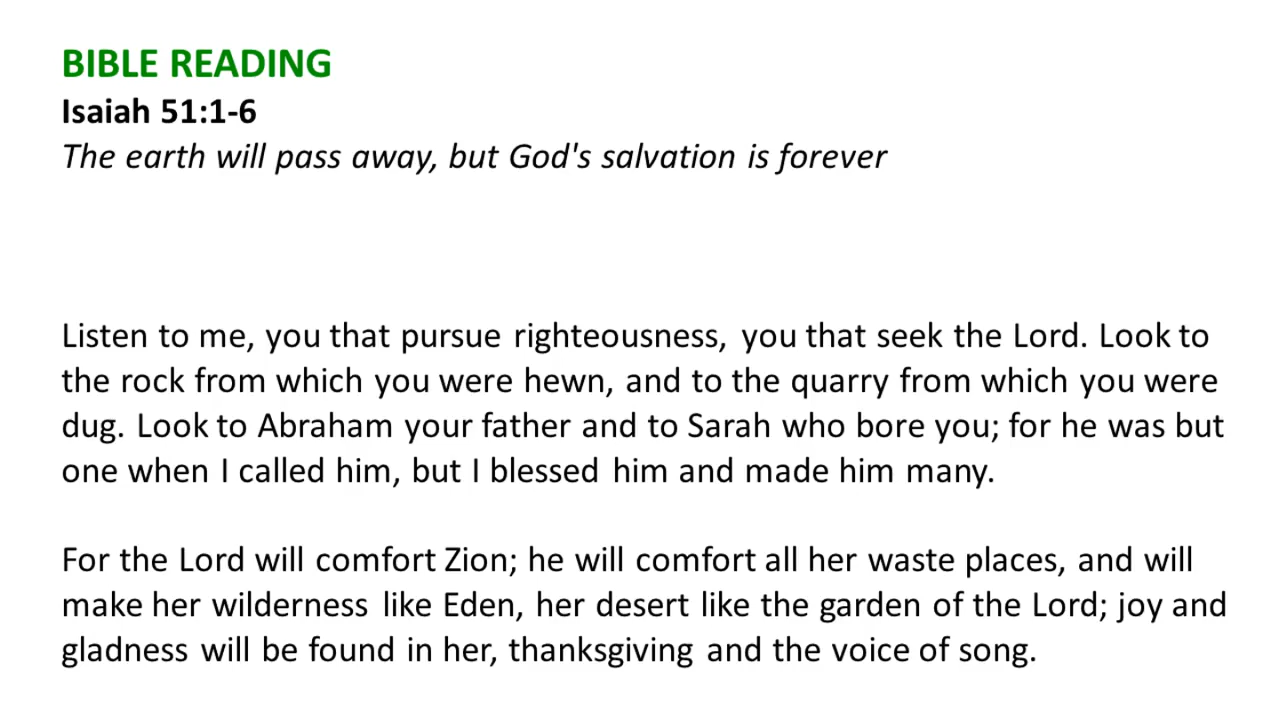 BIBLE READING
Isaiah 51:1-6
The earth will pass away, but God's salvation is forever
Listen to me, you that pursue righteousness, you that seek the Lord. Look to
the rock from which you were hewn, and to the quarry from which you were
dug. Look to Abraham your father and to Sarah who bore you; for he was but
one when I called him, but I blessed him and made him many.
For the Lord will comfort Zion; he will comfort all her waste places, and will
make her wilderness like Eden, her desert like the garden of the Lord; joy and
gladness will be found in her, thanksgiving and the voice of song.